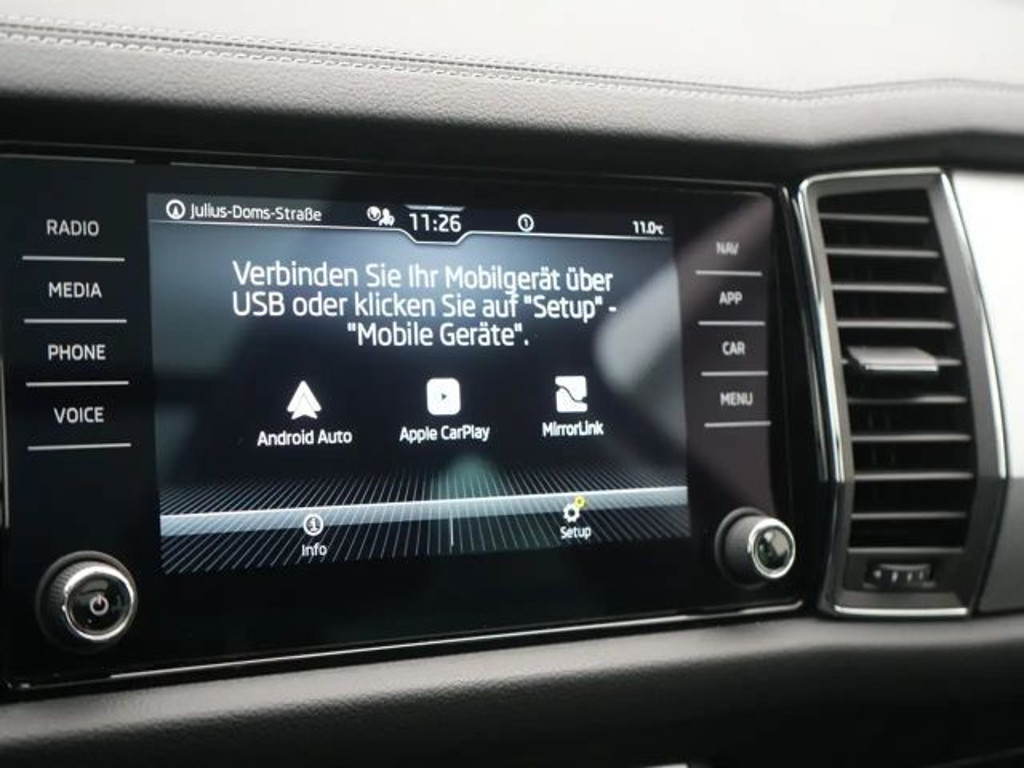 RADIO
MEDIA
PHONE
VOICE
Julius-Doms-Straße
11:26
1
11.0°C
Verbinden Sie Ihr Mobilgerät über
USB oder klicken Sie auf "Setup" -
"Mobile Geräte".
Android Auto
Apple CarPlay
MirrorLink
Info
Setup
NAV
APP
CAR
MENU